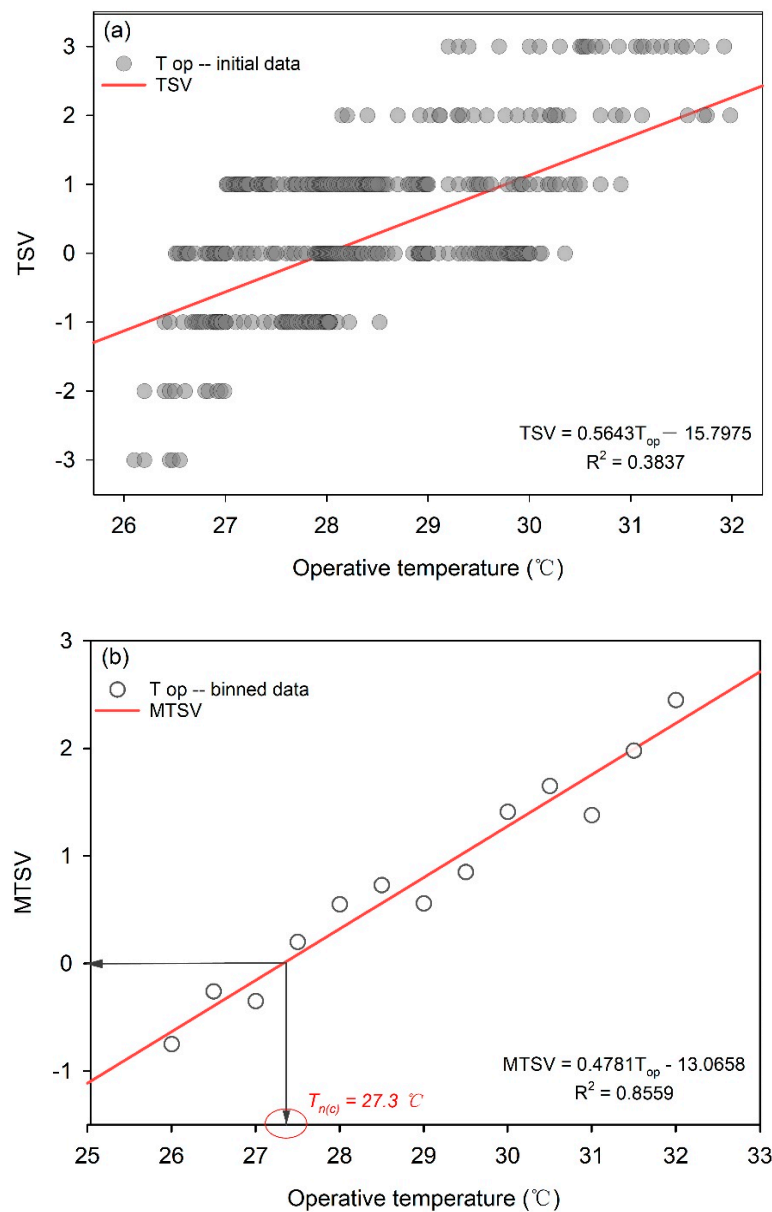 (a)
T op -- initial data
TSV
3
2
1
0
-1
-2
-3
TSV
TSV = 0.5643T_op — 15.7975
R² = 0.3837
26 27 28 29 30 31 32
Operative temperature (℃)
(b)
T op -- binned data
MTSV
3
2
1
0
-1
MTSV
MTSV = 0.4781T_op - 13.0658
R² = 0.8559
T_n(c) = 27.3 ℃
25 26 27 28 29 30 31 32 33
Operative temperature (℃)